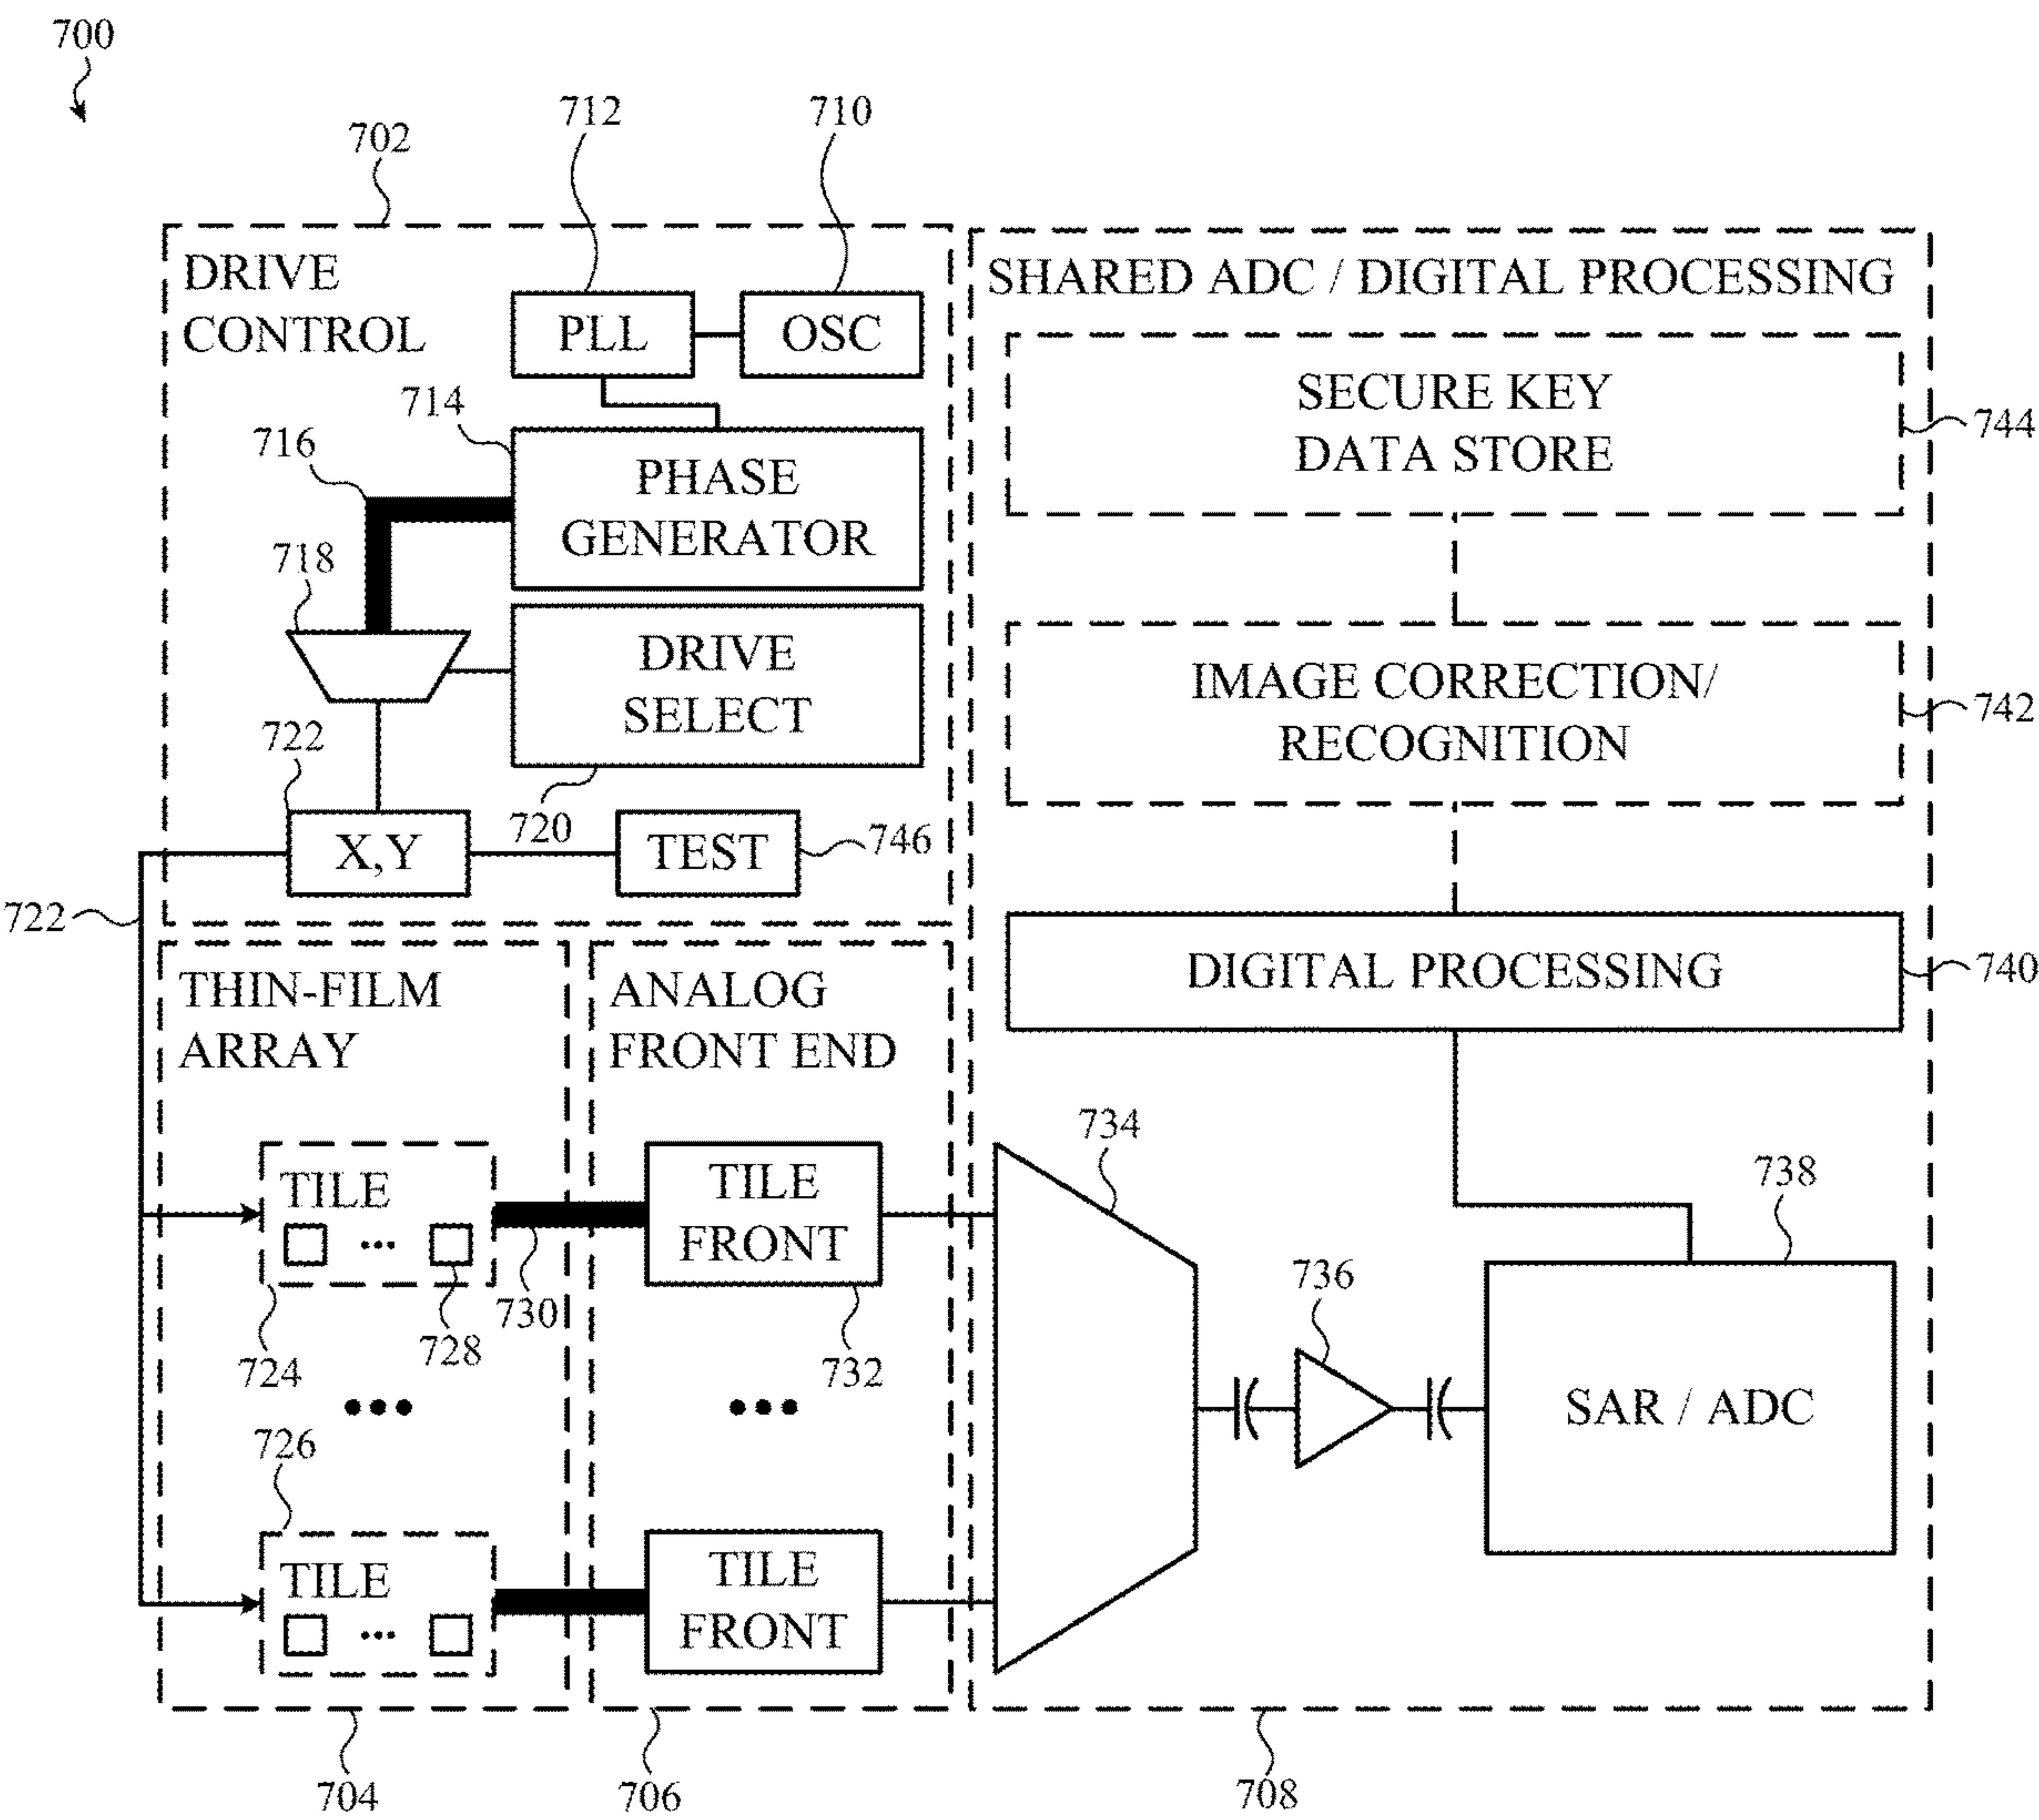 700
702
712
710
DRIVE
CONTROL
PLL
OSC
714
716
PHASE
GENERATOR
718
DRIVE
SELECT
722
720
X,Y
TEST
746
722
SHARED ADC / DIGITAL PROCESSING
SECURE KEY
DATA STORE
744
IMAGE CORRECTION/
RECOGNITION
742
DIGITAL PROCESSING
740
THIN-FILM
ARRAY
ANALOG
FRONT END
TILE
...
724
728
730
TILE
FRONT
732
734
736
738
SAR / ADC
•••
•••
726
TILE
...
TILE
FRONT
704
706
708